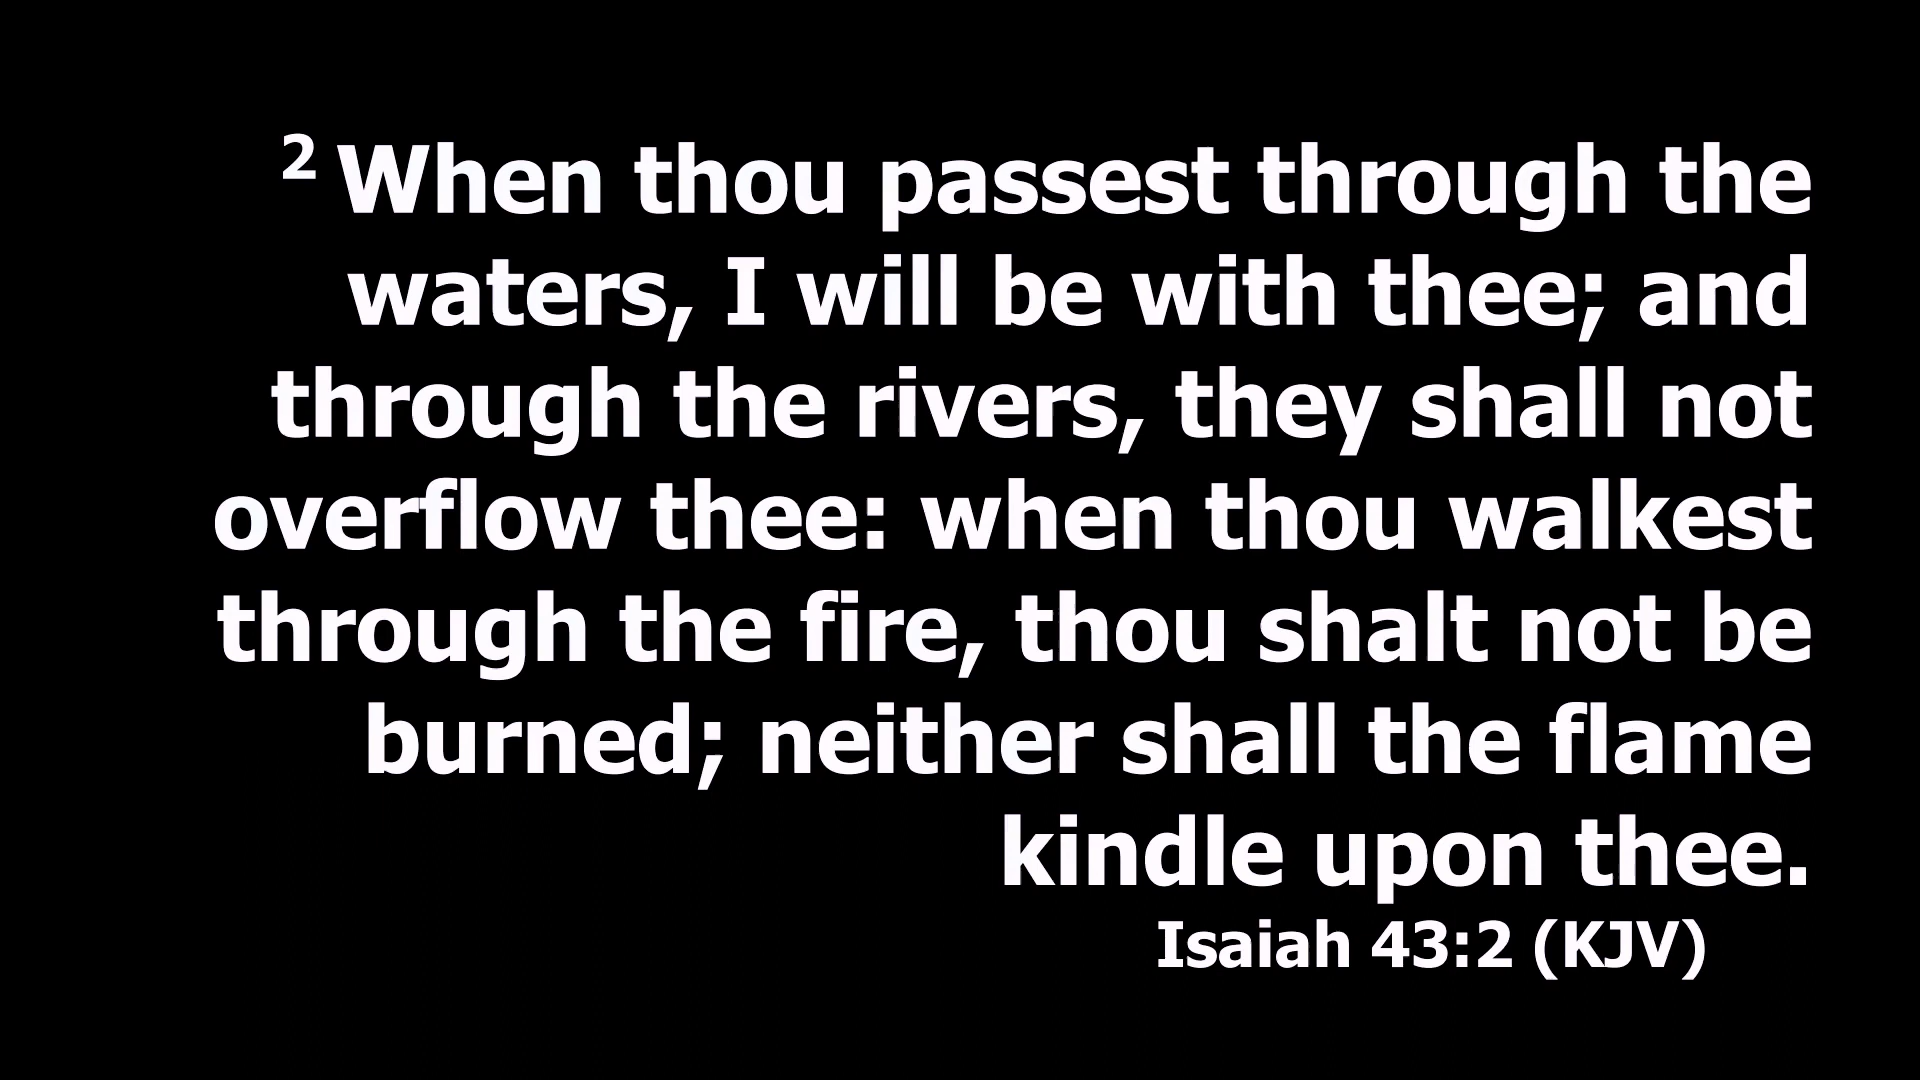 2 When thou passest through the
waters, I will be with thee; and
through the rivers, they shall not
overflow thee: when thou walkest
through the fire, thou shalt not be
burned; neither shall the flame
kindle upon thee.
Isaiah 43:2 (KJV)